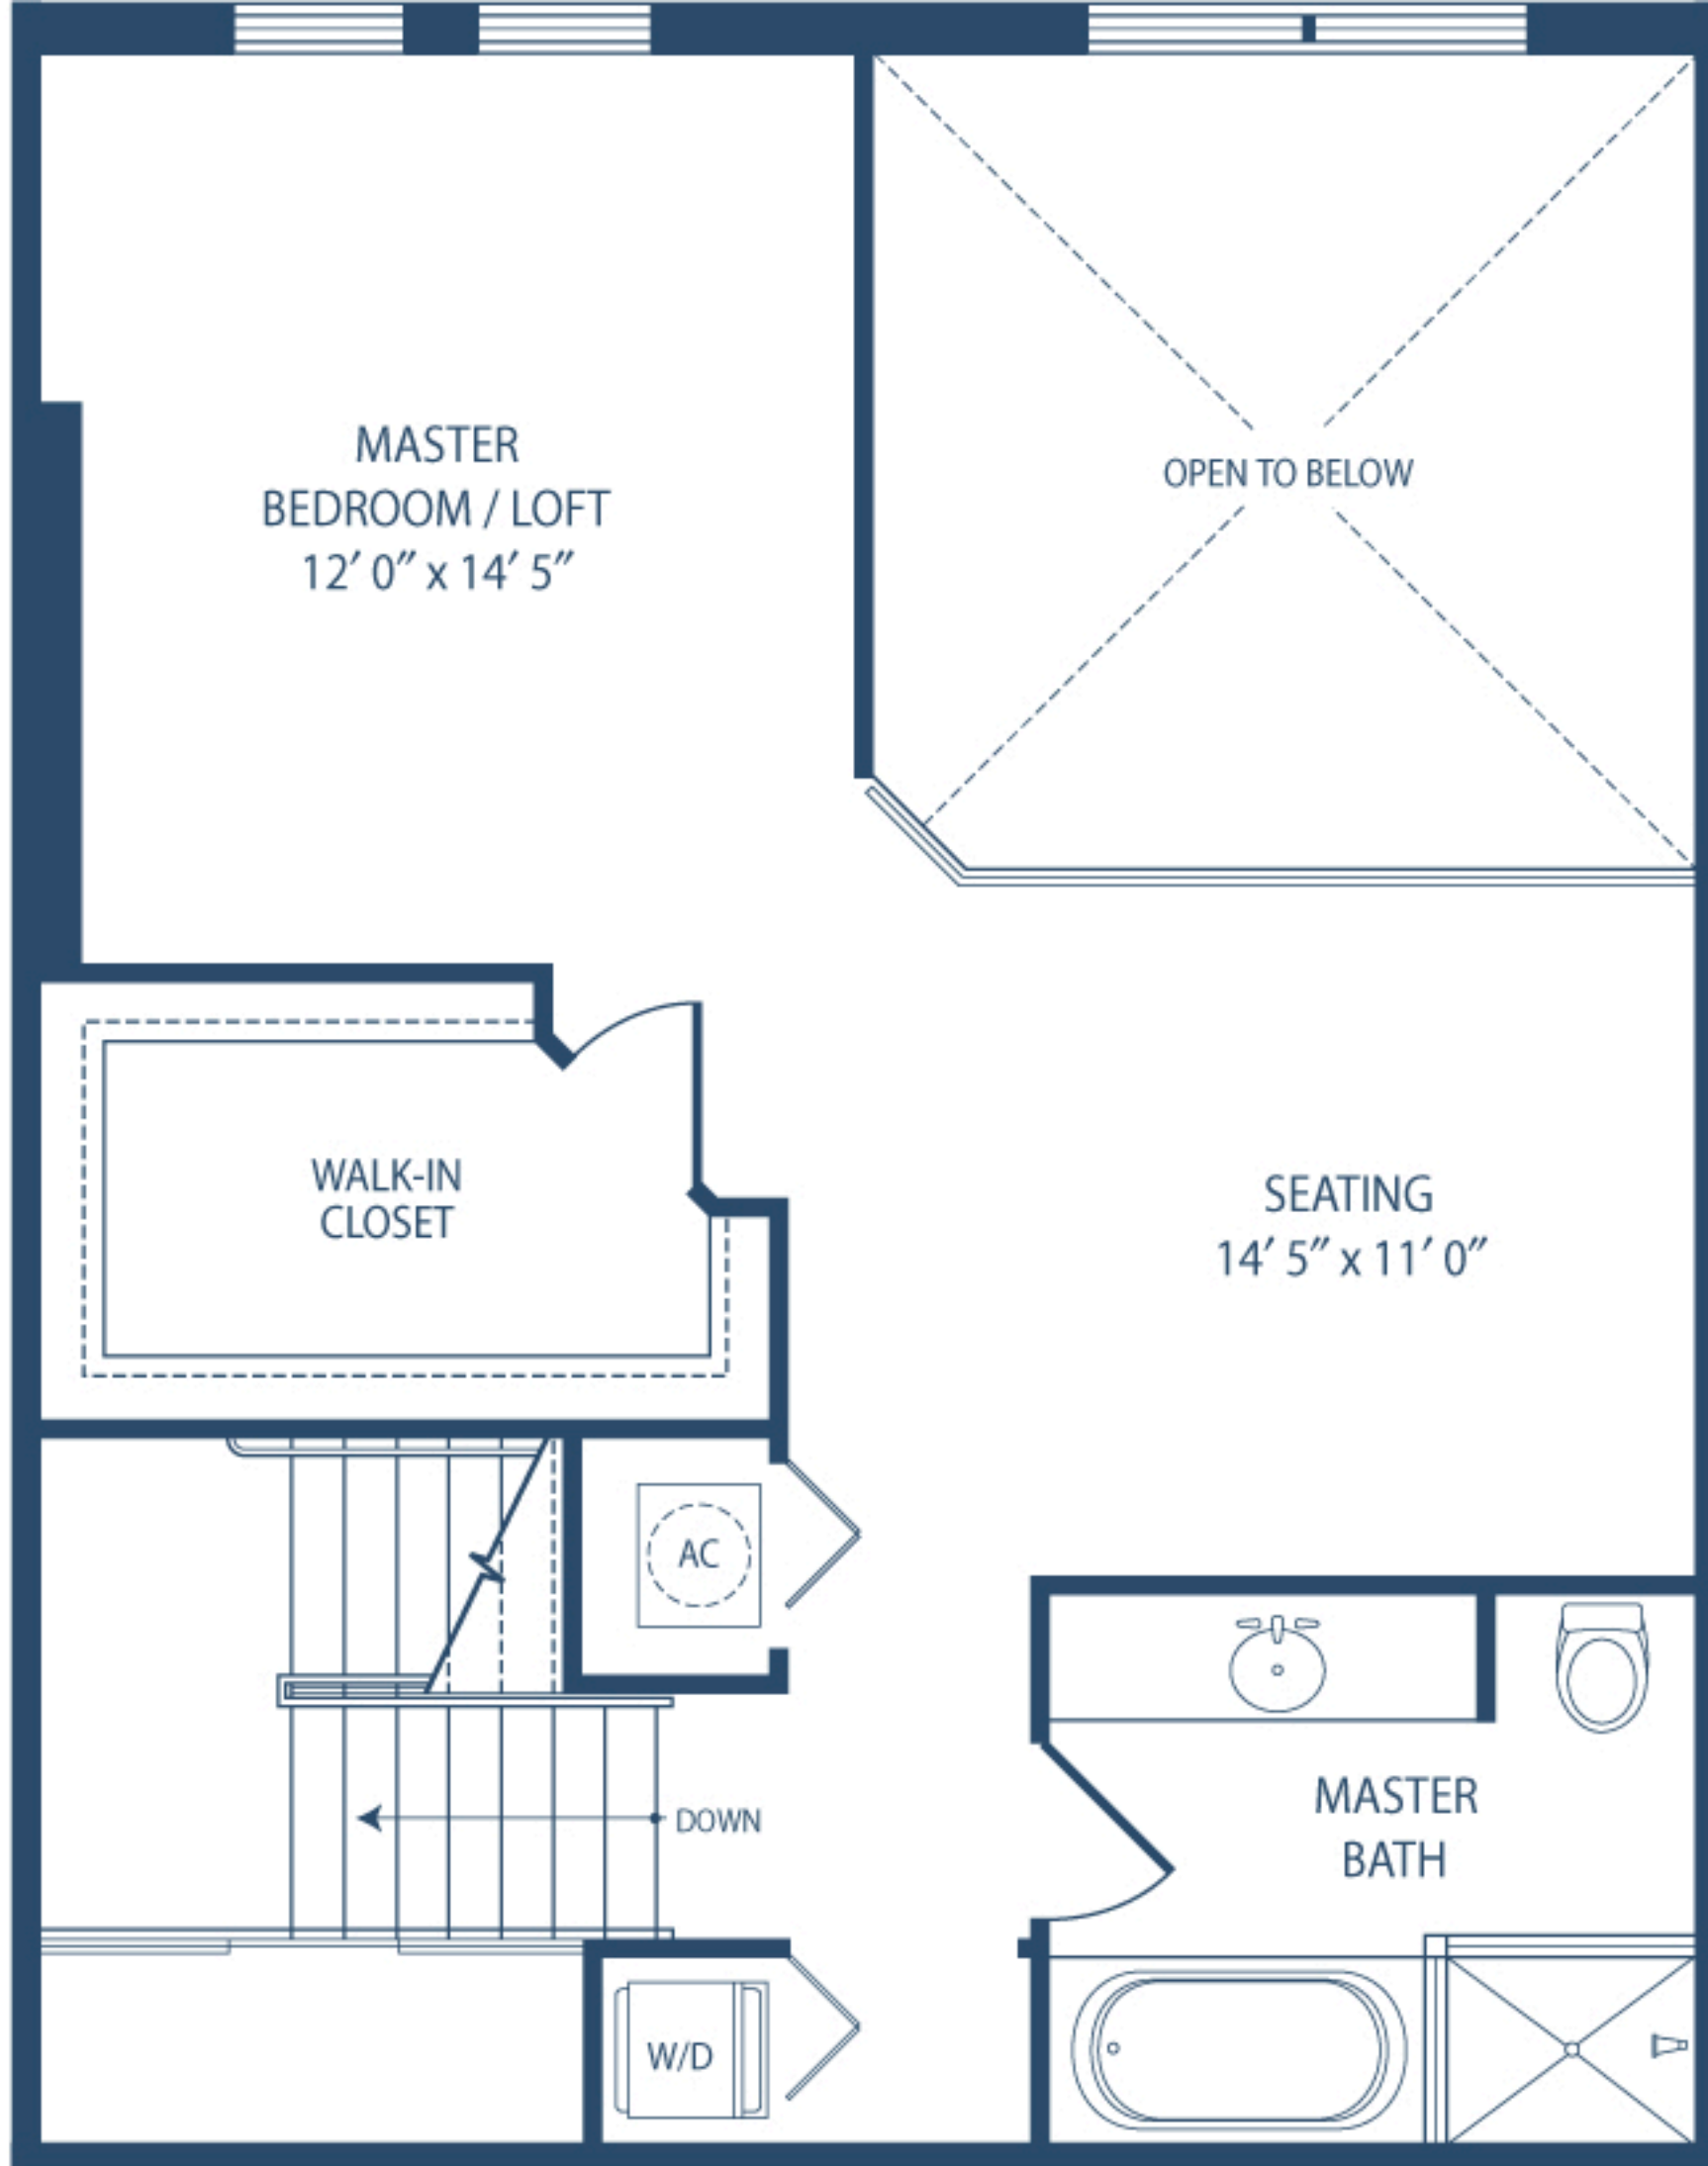 MASTER
BEDROOM / LOFT
12′ 0″ x 14′ 5″
OPEN TO BELOW
WALK-IN
CLOSET
SEATING
14′ 5″ x 11′ 0″
AC
DOWN
MASTER
BATH
W/D